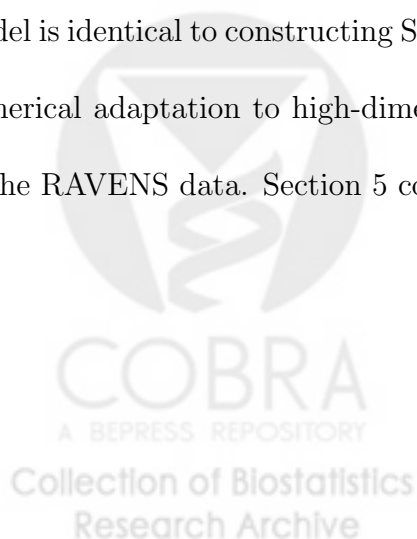 del is identical to constructing S
merical adaptation to high-dime
he RAVENS data. Section 5 co
COBRA
A BEPRESS REPOSITORY
Collection of Biostatistics
Research Archive